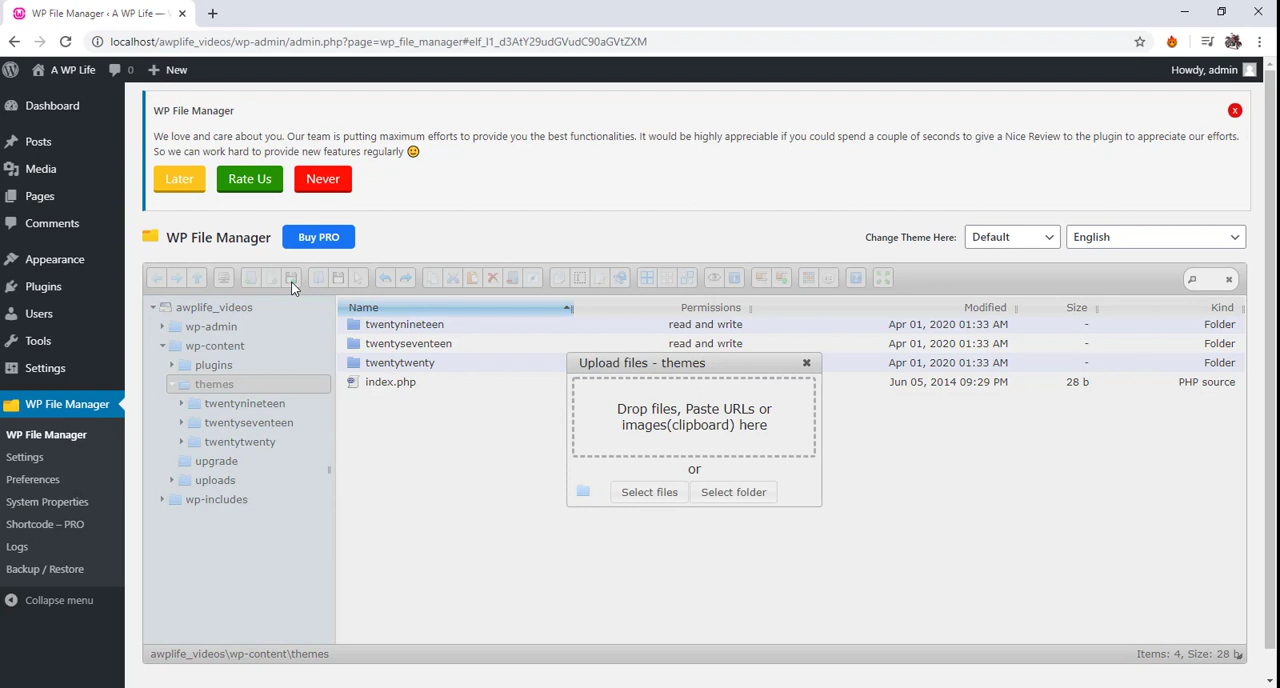 WP File Manager ‹ A WP Life —
localhost/awplife_videos/wp-admin/admin.php?page=wp_file_manager#elf_l1_d3AtY29udGVudC90aGVtZXM
A WP Life 0 New Howdy, admin
Dashboard
Posts
Media
Pages
Comments
Appearance
Plugins
Users
Tools
Settings
WP File Manager
WP File Manager
Settings
Preferences
System Properties
Shortcode – PRO
Logs
Backup / Restore
Collapse menu
WP File Manager
We love and care about you. Our team is putting maximum efforts to provide you the best functionalities. It would be highly appreciable if you could spend a couple of seconds to give a Nice Review to the plugin to appreciate our efforts.
So we can work hard to provide new features regularly
Later Rate Us Never
WP File Manager Buy PRO Change Theme Here: Default English
awplife_videos
wp-admin
wp-content
plugins
themes
twentynineteen
twentyseventeen
twentytwenty
upgrade
uploads
wp-includes
Name Permissions Modified Size Kind
twentynineteen read and write Apr 01, 2020 01:33 AM - Folder
twentyseventeen read and write Apr 01, 2020 01:33 AM - Folder
twentytwenty Apr 01, 2020 01:33 AM - Folder
index.php Jun 05, 2014 09:29 PM 28 b PHP source
Upload files - themes
Drop files, Paste URLs or
images(clipboard) here
or
Select files Select folder
awplife_videos\wp-content\themes Items: 4, Size: 28 b